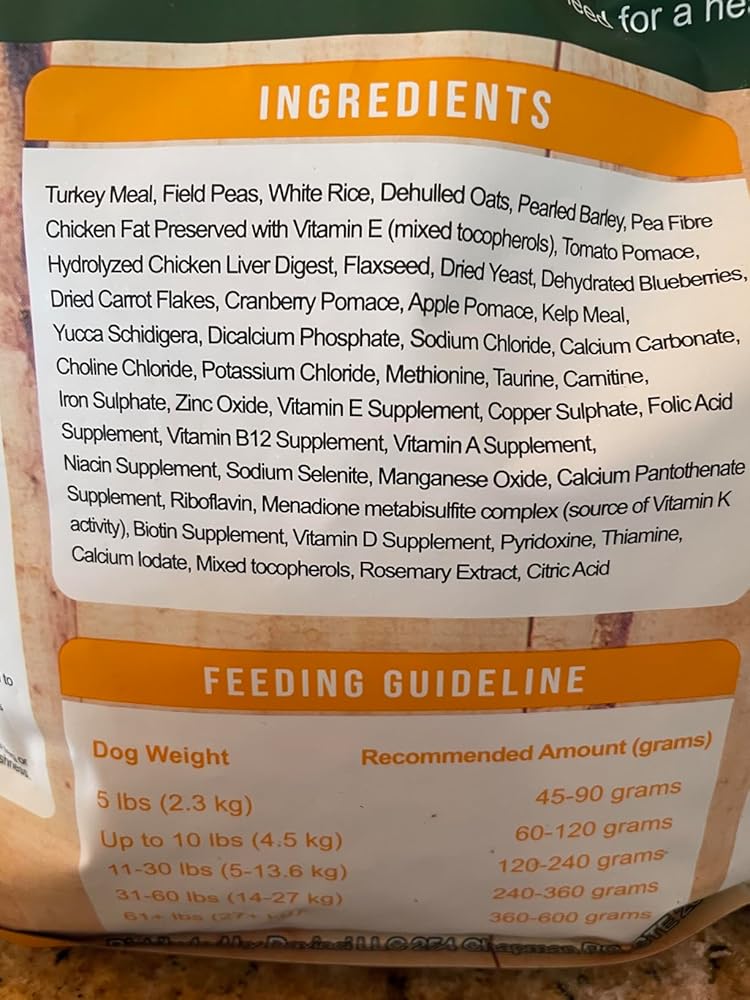 for a
INGREDIENTS
Turkey Meal, Field Peas, White Rice, Dehulled Oats, Pearled Barley, Pea Fibre
Chicken Fat Preserved with Vitamin E (mixed tocopherols), Tomato Pomace,
Hydrolyzed Chicken Liver Digest, Flaxseed, Dried Yeast, Dehydrated Blueberries,
Dried Carrot Flakes, Cranberry Pomace, Apple Pomace, Kelp Meal,
Yucca Schidigera, Dicalcium Phosphate, Sodium Chloride, Calcium Carbonate,
Choline Chloride, Potassium Chloride, Methionine, Taurine, Carnitine,
Iron Sulphate, Zinc Oxide, Vitamin E Supplement, Copper Sulphate, Folic Acid
Supplement, Vitamin B12 Supplement, Vitamin A Supplement,
Niacin Supplement, Sodium Selenite, Manganese Oxide, Calcium Pantothenate
Supplement, Riboflavin, Menadione metabisulfite complex (source of Vitamin K
activity), Biotin Supplement, Vitamin D Supplement, Pyridoxine, Thiamine,
Calcium Iodate, Mixed tocopherols, Rosemary Extract, Citric Acid
to
FEEDING GUIDELINE
Dog Weight Recommended Amount (grams)
5 lbs (2.3 kg) 45-90 grams
Up to 10 lbs (4.5 kg) 60-120 grams
11-30 lbs (5-13.6 kg) 120-240 grams
31-60 lbs (14-27 kg) 240-360 grams
61+ lbs (27+ 360-600 grams